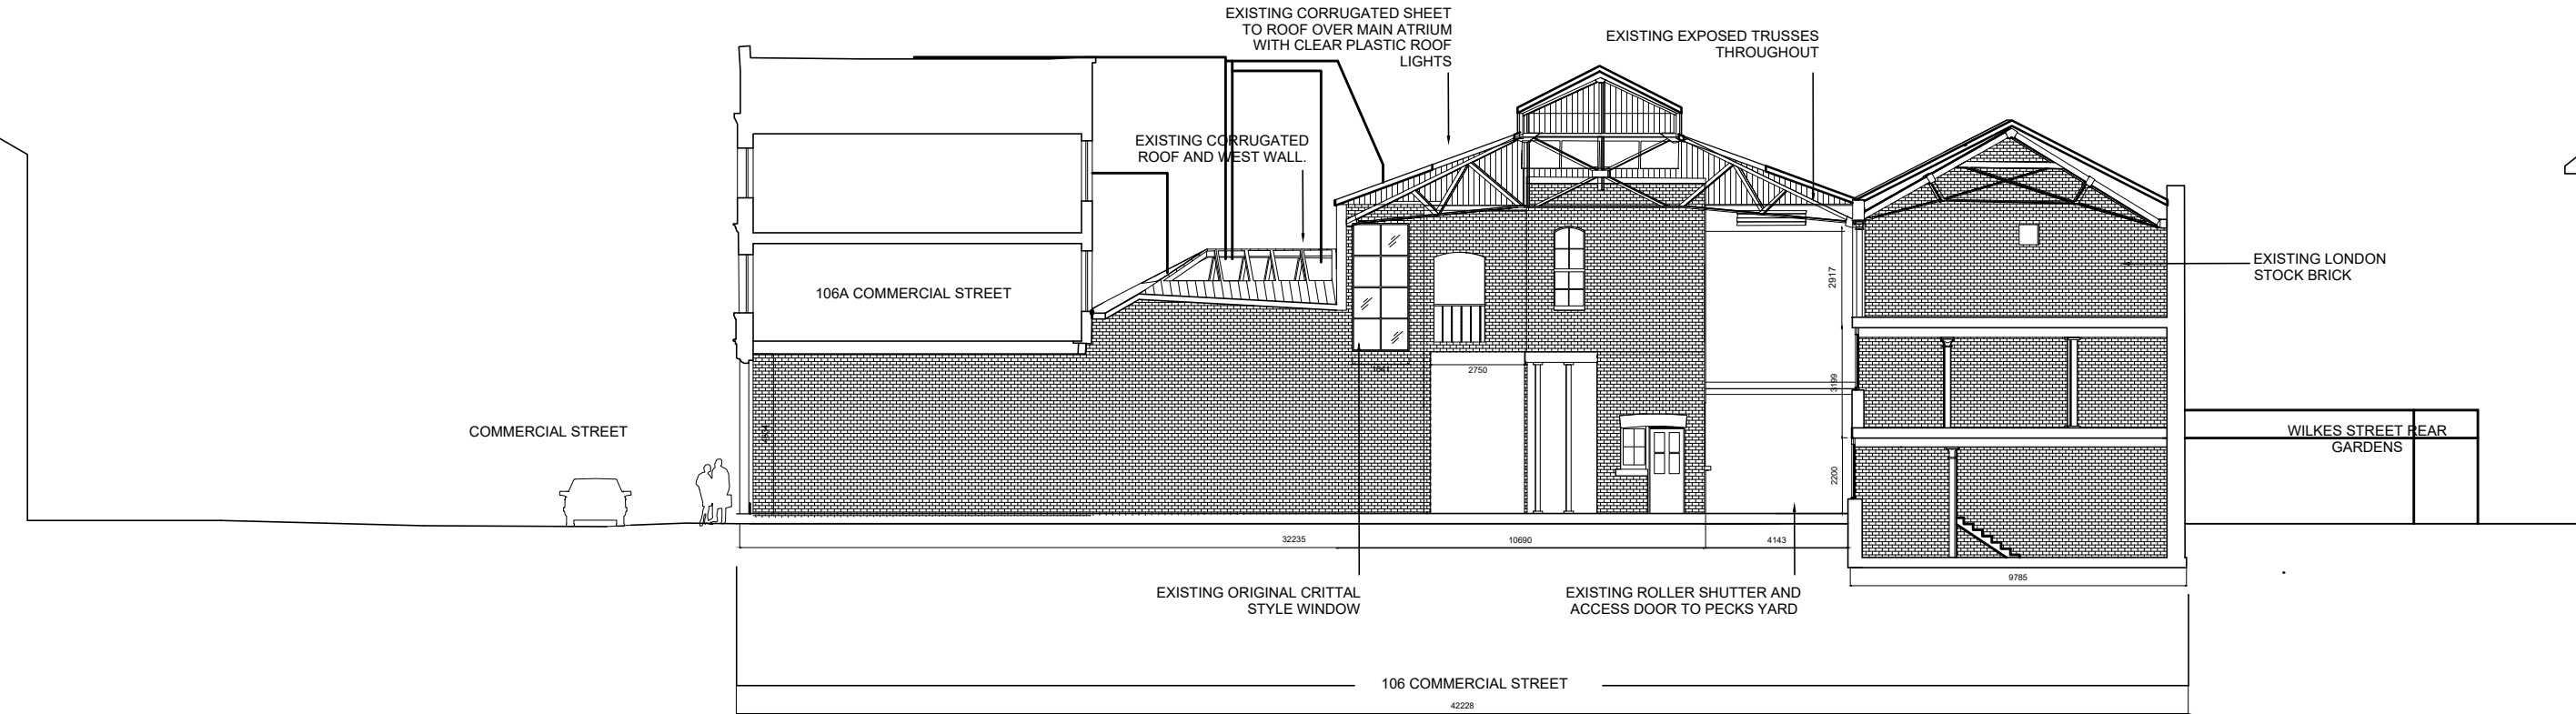 EXISTING CORRUGATED SHEET
TO ROOF OVER MAIN ATRIUM
WITH CLEAR PLASTIC ROOF
LIGHTS
EXISTING EXPOSED TRUSSES
THROUGHOUT
EXISTING CORRUGATED
ROOF AND WEST WALL.
EXISTING LONDON
STOCK BRICK
106A COMMERCIAL STREET
2917
2750
3199
COMMERCIAL STREET
WILKES STREET REAR
GARDENS
2200
32235
10690
4143
9785
EXISTING ORIGINAL CRITTAL
STYLE WINDOW
EXISTING ROLLER SHUTTER AND
ACCESS DOOR TO PECKS YARD
106 COMMERCIAL STREET
42228